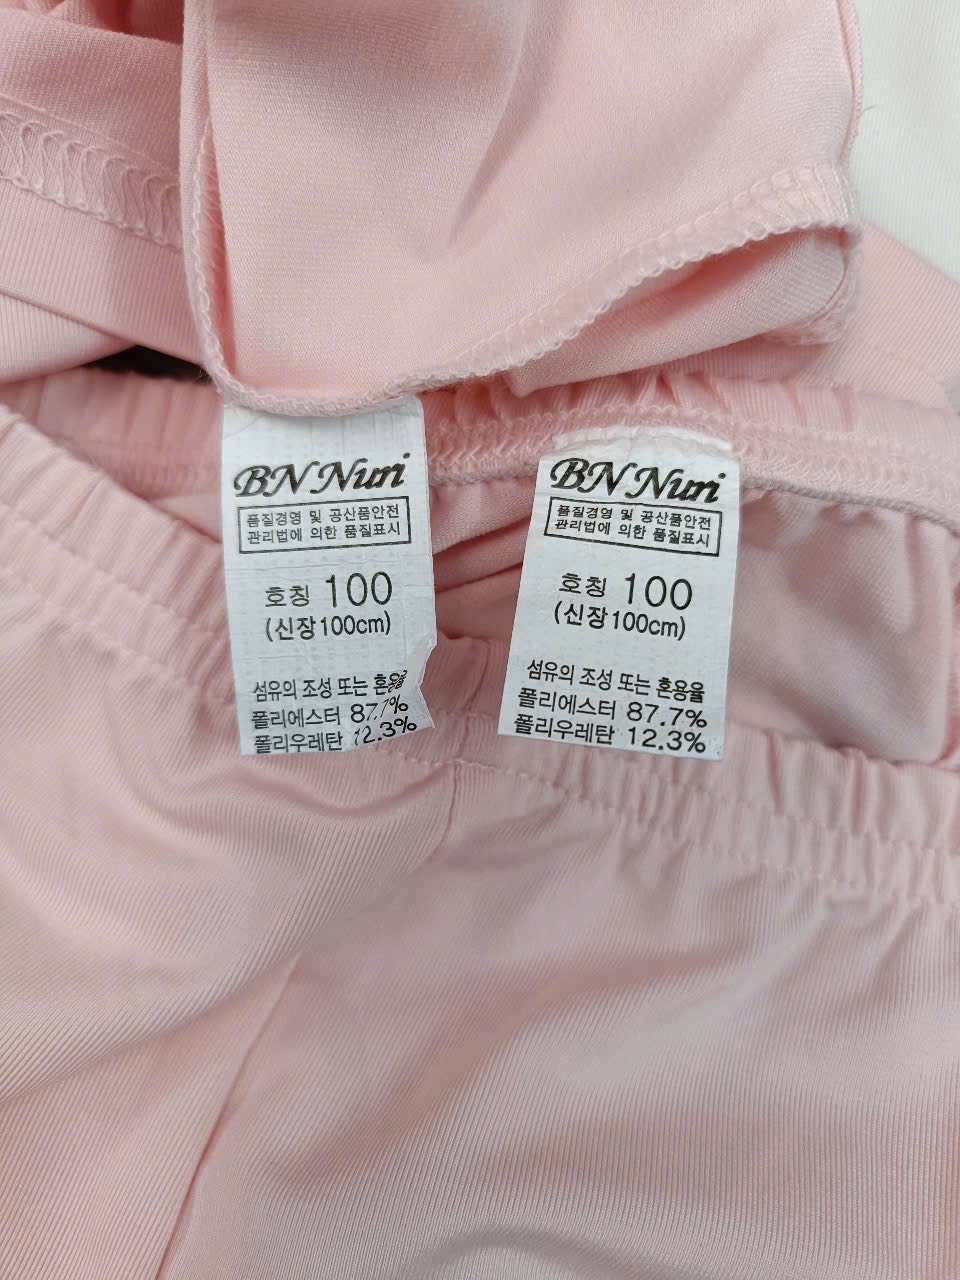 BN Nuri
품질경영 및 공산품안전
관리법에 의한 품질표시
호칭 100
(신장100cm)
섬유의 조성 또는 혼용율
폴리에스터 87.7%
폴리우레탄 12.3%
BN Nuri
품질경영 및 공산품안전
관리법에 의한 품질표시
호칭 100
(신장100cm)
섬유의 조성 또는 혼용율
폴리에스터 87.7%
폴리우레탄 12.3%